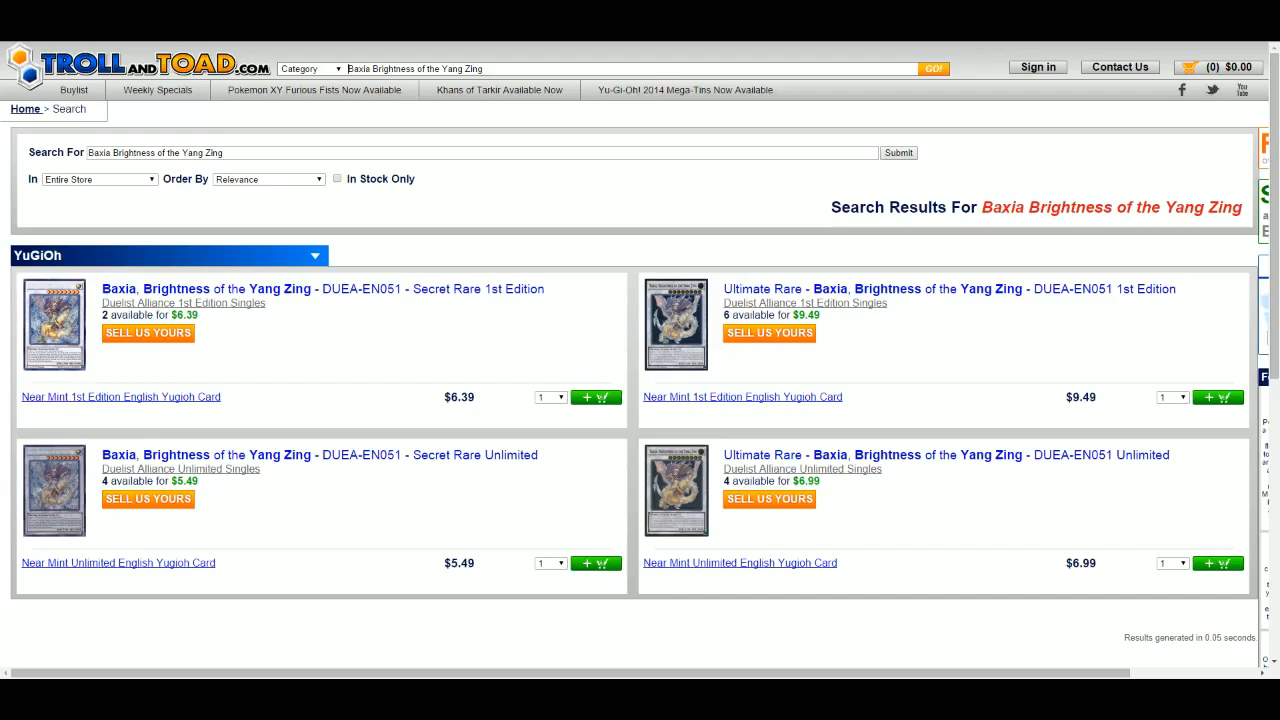 TROLLANDTOAD.COM
Category
Baxia Brightness of the Yang Zing
GO!
Sign in
Contact Us
(0) $0.00
Buylist
Weekly Specials
Pokemon XY Furious Fists Now Available
Khans of Tarkir Available Now
Yu-Gi-Oh! 2014 Mega-Tins Now Available
You Tube
Home > Search
Search For Baxia Brightness of the Yang Zing Submit
In Entire Store Order By Relevance In Stock Only
Search Results For Baxia Brightness of the Yang Zing
YuGiOh
Baxia, Brightness of the Yang Zing - DUEA-EN051 - Secret Rare 1st Edition
Duelist Alliance 1st Edition Singles
2 available for $6.39
SELL US YOURS
Near Mint 1st Edition English Yugioh Card $6.39 1
Ultimate Rare - Baxia, Brightness of the Yang Zing - DUEA-EN051 1st Edition
Duelist Alliance 1st Edition Singles
6 available for $9.49
SELL US YOURS
Near Mint 1st Edition English Yugioh Card $9.49 1
Baxia, Brightness of the Yang Zing - DUEA-EN051 - Secret Rare Unlimited
Duelist Alliance Unlimited Singles
4 available for $5.49
SELL US YOURS
Near Mint Unlimited English Yugioh Card $5.49 1
Ultimate Rare - Baxia, Brightness of the Yang Zing - DUEA-EN051 Unlimited
Duelist Alliance Unlimited Singles
4 available for $6.99
SELL US YOURS
Near Mint Unlimited English Yugioh Card $6.99 1
Results generated in 0.05 seconds.